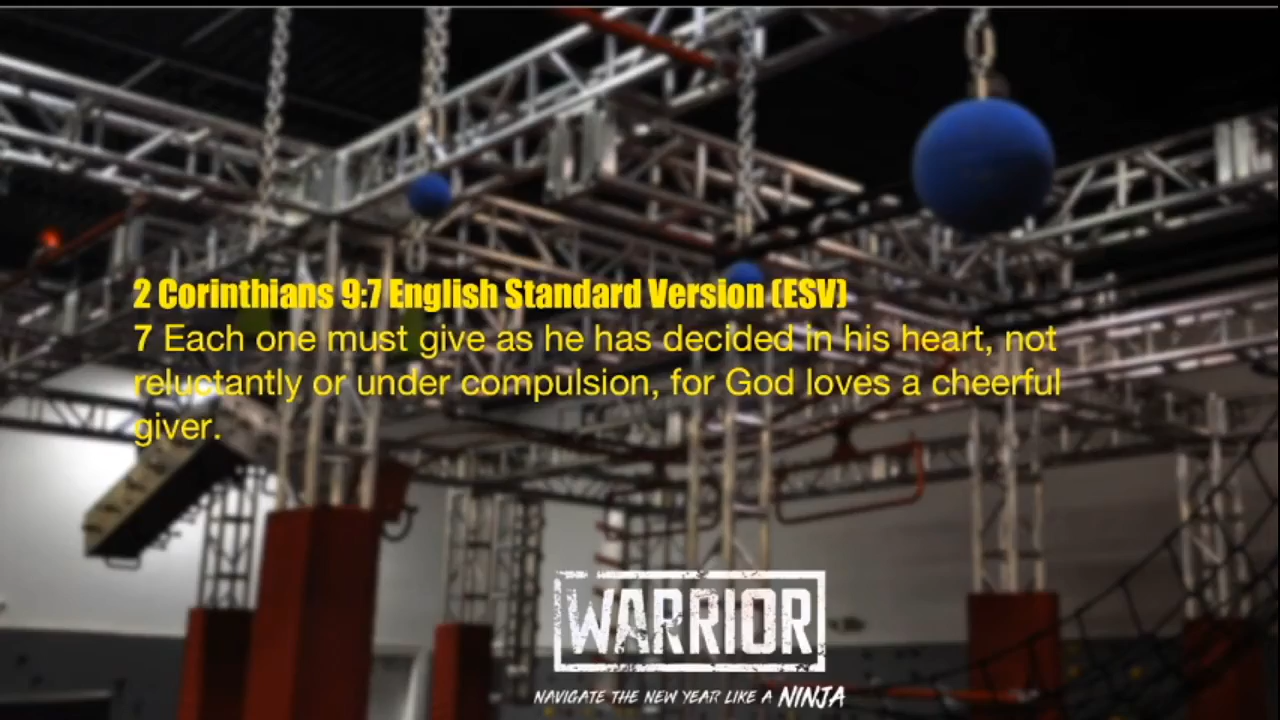 2 Corinthians 9:7 English Standard Version (ESV)
7 Each one must give as he has decided in his heart, not
reluctantly or under compulsion, for God loves a cheerful
giver.
WARRIOR
NAVIGATE THE NEW YEAR LIKE A NINJA